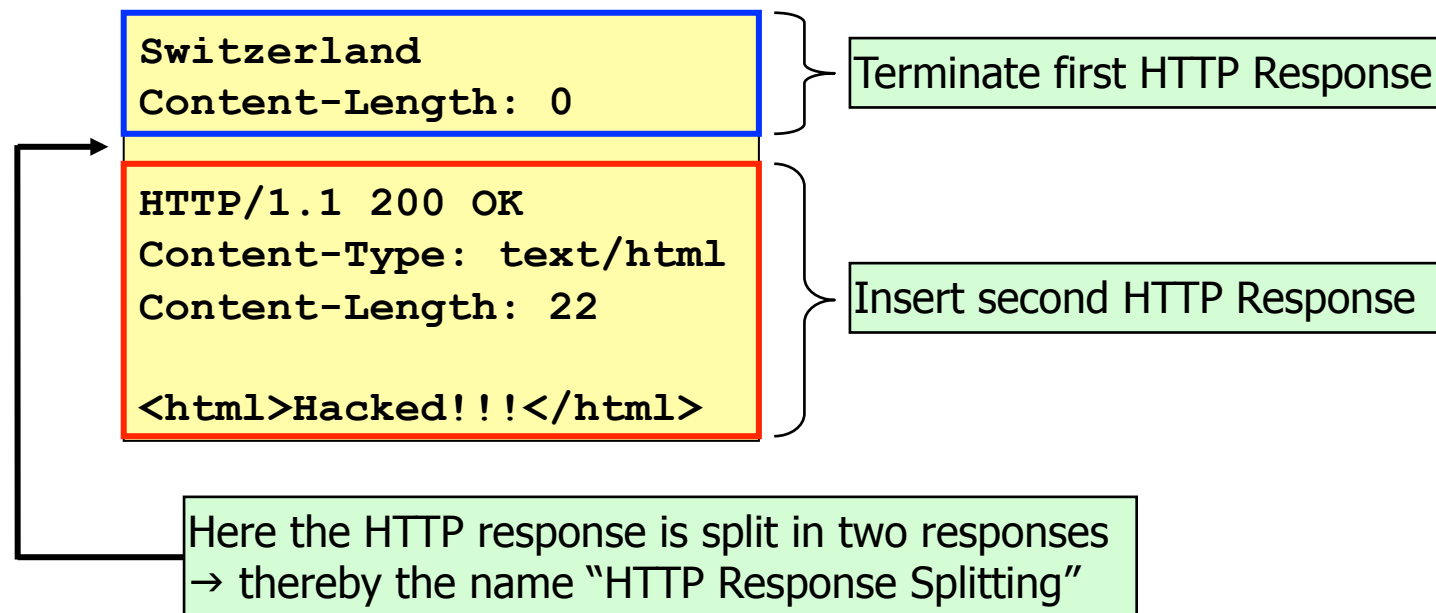 Switzerland
Content-Length: 0
Terminate first HTTP Response
HTTP/1.1 200 OK
Content-Type: text/html
Content-Length: 22
<html>Hacked!!!</html>
Insert second HTTP Response
Here the HTTP response is split in two responses
→ thereby the name “HTTP Response Splitting”